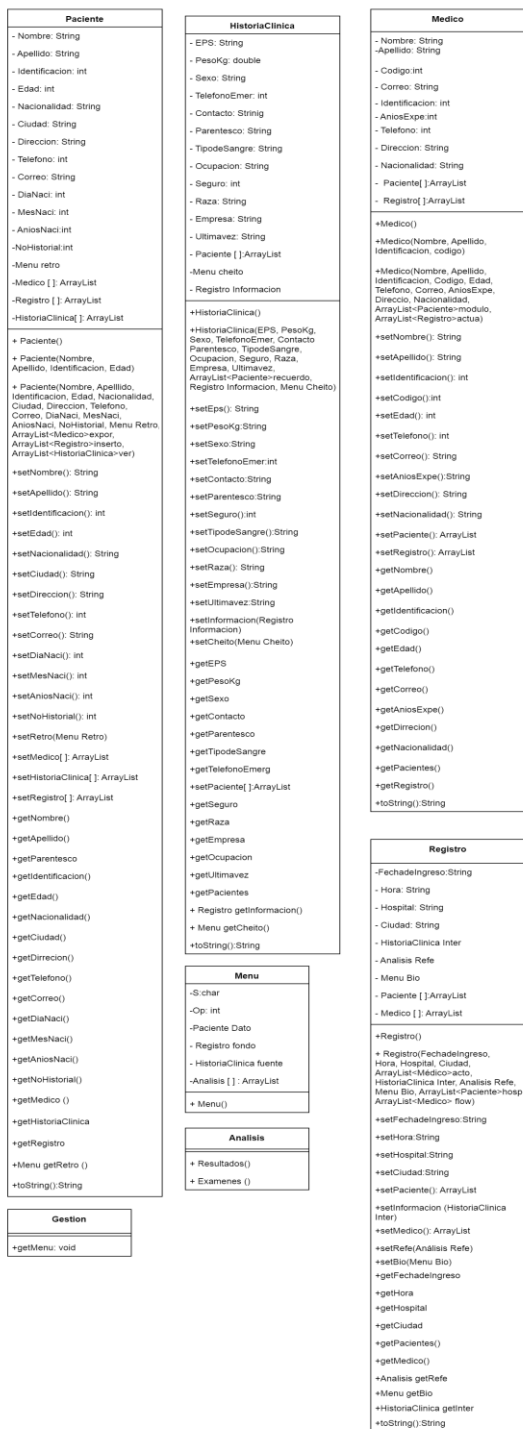 Paciente
- Nombre: String
- Apellido: String
- Identificacion: int
- Edad: int
- Nacionalidad: String
- Ciudad: String
- Direccion: String
- Telefono: int
- Correo: String
- DiaNaci: int
- MesNaci: int
- AniosNaci: int
-NoHistorial:int
-Menu retro
-Medico [ ]: ArrayList
-Registro [ ]: ArrayList
-HistoriaClinica[ ]: ArrayList
+ Paciente()
+ Paciente(Nombre,
Apellido, Identificacion, Edad)
+ Paciente(Nombre, Apelllido,
Identificacion, Edad, Nacionalidad,
Ciudad, Direccion, Telefono,
Correo, DiaNaci, MesNaci,
AniosNaci, NoHistorial, Menu Retro,
ArrayList<Medico>expor,
ArrayList<Registro>inserto,
ArrayList<HistoriaClinica>ver)
+setNombre(): String
+setApellido(): String
+setIdentificacion(): int
+setEdad(): int
+setNacionalidad(): String
+setCiudad(): String
+setDireccion(): String
+setTelefono(): int
+setCorreo(): String
+setDiaNaci(): int
+setMesNaci(): int
+setAniosNaci(): int
+setNoHistorial(): int
+setRetro(Menu Retro)
+setMedico[ ]: ArrayList
+setHistoriaClinica[ ]: ArrayList
+setRegistro[ ]: ArrayList
+getNombre()
+getApellido()
+getParentesco
+getIdentificacion()
+getEdad()
+getNacionalidad()
+getCiudad()
+getDirrecion()
+getTelefono()
+getCorreo()
+getDiaNaci()
+getMesNaci()
+getAniosNaci()
+getNoHistorial()
+getMedico ()
+getHistoriaClinica
+getRegistro
+Menu getRetro ()
+toString():String
Gestion
+getMenu: void
HistoriaClinica
- EPS: String
- PesoKg: double
- Sexo: String
- TelefonoEmer: int
- Contacto: Strinig
- Parentesco: String
- TipodeSangre: String
- Ocupacion: String
- Seguro: int
- Raza: String
- Empresa: String
- Ultimavez: String
- Paciente [ ]:ArrayList
-Menu cheito
- Registro Informacion
+HistoriaClinica()
+HistoriaClinica(EPS, PesoKg,
Sexo, TelefonoEmer, Contacto
Parentesco, TipodeSangre,
Ocupacion, Seguro, Raza,
Empresa, Ultimavez,
ArrayList<Paciente>recuerdo,
Registro Informacion, Menu Cheito)
+setEps(): String
+setPesoKg:String
+setSexo:String
+setTelefonoEmer:int
+setContacto:String
+setParentesco:String
+setSeguro():int
+setTipodeSangre():String
+setOcupacion():String
+setRaza(): String
+setEmpresa():String
+setUltimavez:String
+setInformacion(Registro
Informacion)
+setCheito(Menu Cheito)
+getEPS
+getPesoKg
+getSexo
+getContacto
+getParentesco
+getTipodeSangre
+getTelefonoEmerg
+setPaciente[ ]:ArrayList
+getSeguro
+getRaza
+getEmpresa
+getOcupacion
+getUltimavez
+getPacientes
+ Registro getInformacion()
+ Menu getCheito()
+toString():String
Menu
-S:char
-Op: int
-Paciente Dato
- Registro fondo
- HistoriaClinica fuente
-Analisis [ ] : ArrayList
+ Menu()
Analisis
+ Resultados()
+ Examenes ()
Medico
- Nombre: String
-Apellido: String
- Codigo:int
- Correo: String
- Identificacion: int
- AniosExpe:int
- Telefono: int
- Direccion: String
- Nacionalidad: String
- Paciente[ ]:ArrayList
- Registro[ ]:ArrayList
+Medico()
+Medico(Nombre, Apellido,
Identificacion, codigo)
+Medico(Nombre, Apellido,
Identificacion, Codigo, Edad,
Telefono, Correo, AniosExpe,
Direccio, Nacionalidad,
ArrayList<Paciente>modulo,
ArrayList<Registro>actua)
+setNombre(): String
+setApellido(): String
+setIdentificacion(): int
+setCodigo():int
+setEdad(): int
+setTelefono(): int
+setCorreo(): String
+setAniosExpe():String
+setDireccion(): String
+setNacionalidad(): String
+setPaciente(): ArrayList
+setRegistro(): ArrayList
+getNombre()
+getApellido()
+getIdentificacion()
+getCodigo()
+getEdad()
+getTelefono()
+getCorreo()
+getAniosExpe()
+getDirrecion()
+getNacionalidad()
+getPacientes()
+getRegistro()
+toString():String
Registro
-FechadeIngreso:String
- Hora: String
- Hospital: String
- Ciudad: String
- HistoriaClinica Inter
- Analisis Refe
- Menu Bio
- Paciente [ ]:ArrayList
- Medico [ ]: ArrayList
+Registro()
+ Registro(FechadeIngreso,
Hora, Hospital, Ciudad,
ArrayList<Médico>acto,
HistoriaClinica Inter, Analisis Refe,
Menu Bio, ArrayList<Paciente>hosp
ArrayList<Medico> flow)
+setFechadeIngreso:String
+setHora:String
+setHospital:String
+setCiudad:String
+setPaciente(): ArrayList
+setInformacion (HistoriaClinica
Inter)
+setMedico(): ArrayList
+setRefe(Análisis Refe)
+setBio(Menu Bio)
+getFechadeIngreso
+getHora
+getHospital
+getCiudad
+getPacientes()
+getMedico()
+Analisis getRefe
+Menu getBio
+HistoriaClinica getInter
+toString():String